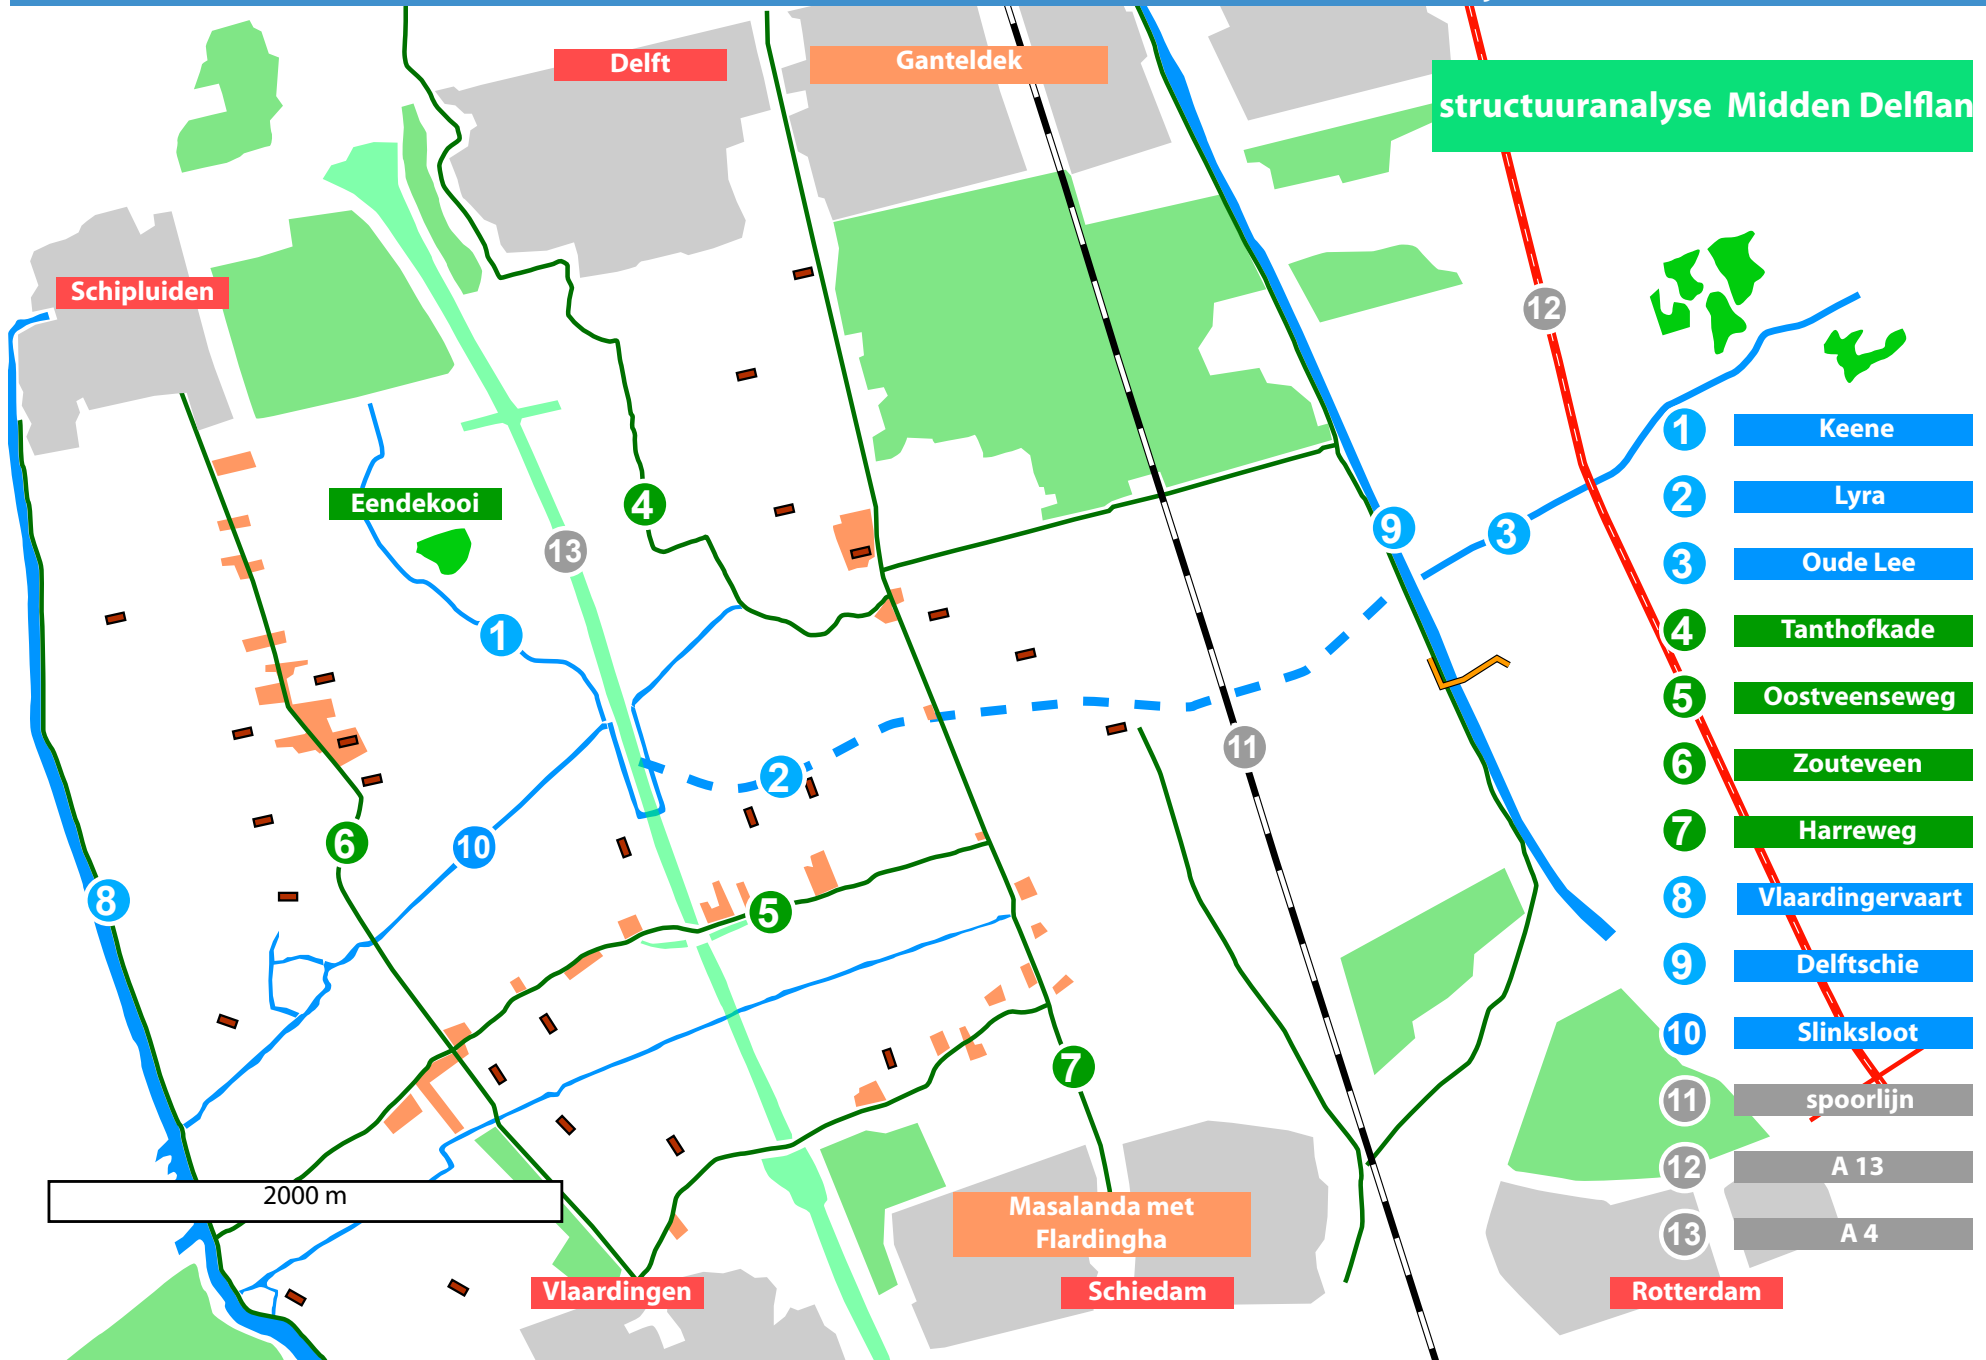 Delft
Ganteldek
structuuranalyse Midden Delflan
Schipluiden
12
1 Keene
2 Lyra
Eendekooi
4
9
3
3 Oude Lee
13
1
4 Tanthofkade
5 Oostveenseweg
11
2
6 Zouteveen
6
10
7 Harreweg
8
5
8 Vlaardingervaart
9 Delftschie
10 Slinksloot
7
11 spoorlijn
12 A 13
2000 m
Masalanda met
Flardingha
13 A 4
Vlaardingen
Schiedam
Rotterdam